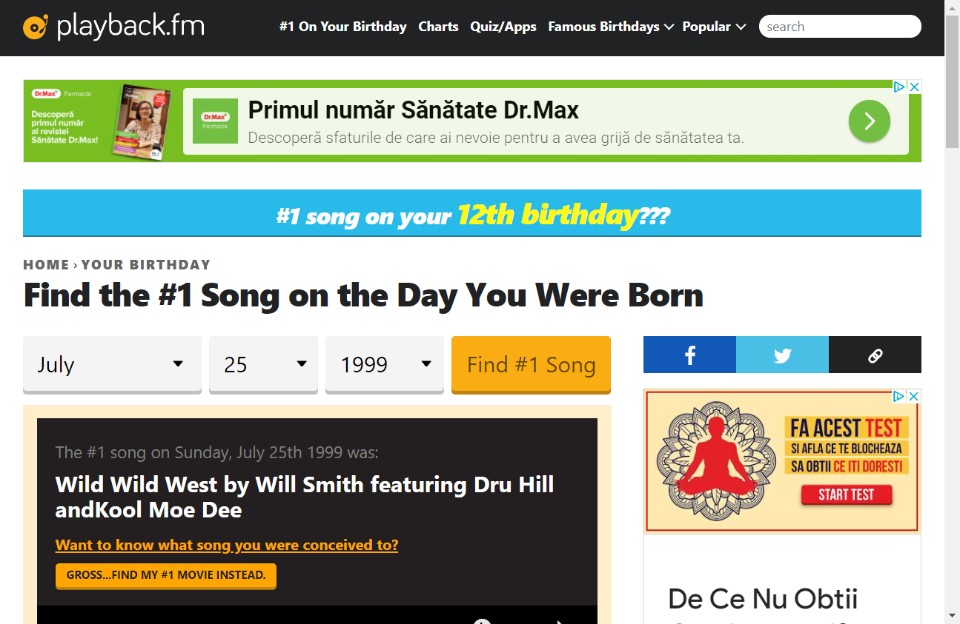 playback.fm
#1 On Your Birthday Charts Quiz/Apps Famous Birthdays Popular search
Dr.Max Farmacie
Descoperă
primul număr
al revistei
Sănătate Dr.Max!
Dr.Max
Farmacie
Primul număr Sănătate Dr.Max
Descoperă sfaturile de care ai nevoie pentru a avea grijă de sănătatea ta.
#1 song on your 12th birthday???
HOME › YOUR BIRTHDAY
Find the #1 Song on the Day You Were Born
July 25 1999 Find #1 Song
The #1 song on Sunday, July 25th 1999 was:
Wild Wild West by Will Smith featuring Dru Hill
andKool Moe Dee
Want to know what song you were conceived to?
GROSS...FIND MY #1 MOVIE INSTEAD.
FA ACEST TEST
SI AFLA CE TE BLOCHEAZA
SA OBTII CE ITI DORESTI
START TEST
De Ce Nu Obtii